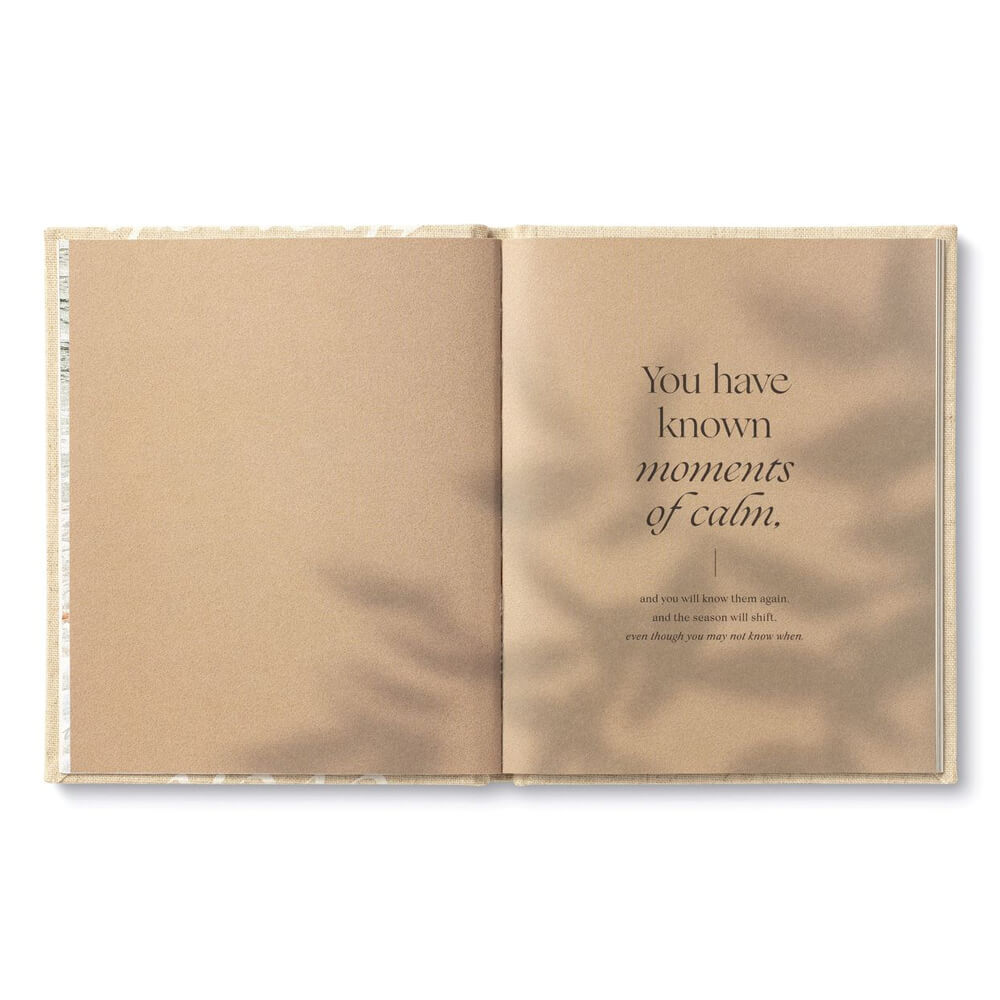 You have
known
moments
of calm,
and you will know them again.
and the season will shift.
even though you may not know when.